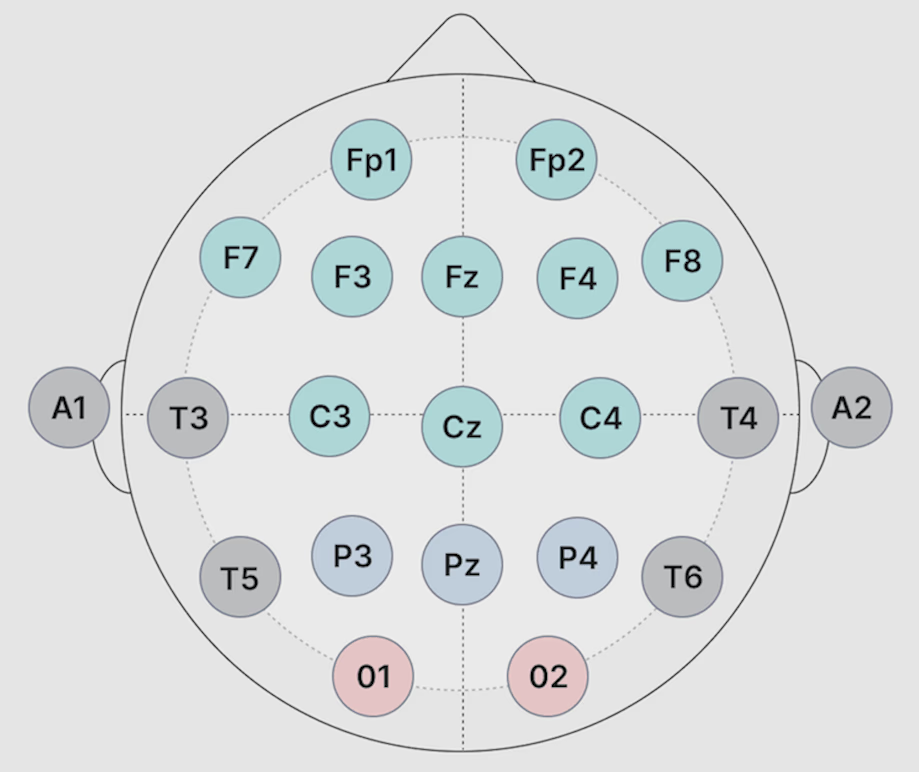 Fp1 Fp2
F7 F3 Fz F4 F8
A1 T3 C3 Cz C4 T4 A2
T5 P3 Pz P4 T6
01 02